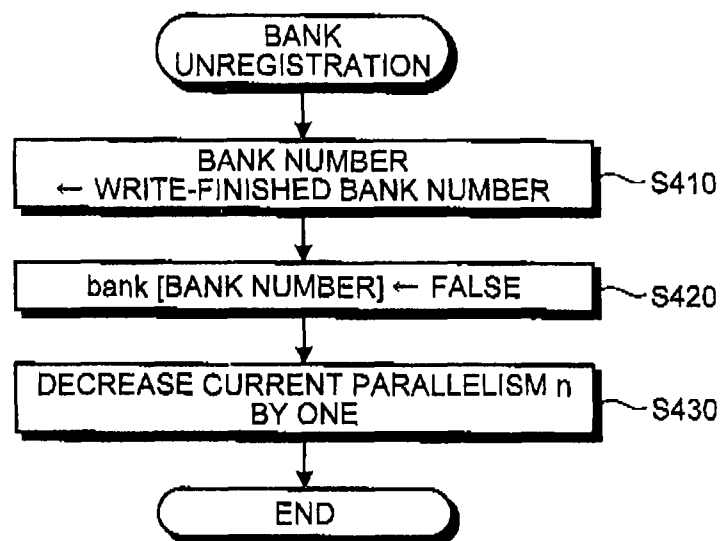 BANK
UNREGISTRATION
BANK NUMBER
← WRITE-FINISHED BANK NUMBER
S410
bank [BANK NUMBER] ← FALSE
S420
DECREASE CURRENT PARALLELISM n
BY ONE
S430
END